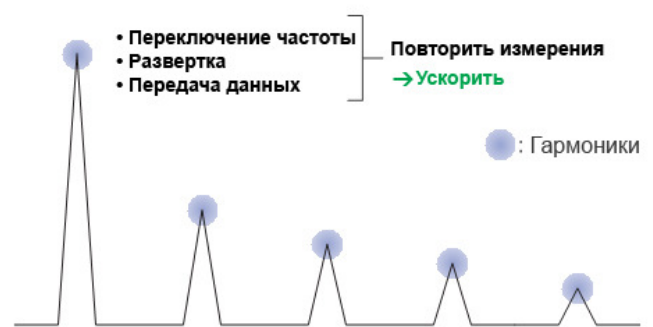 • Переключение частоты
• Развертка
• Передача данных
Повторить измерения
→Ускорить
: Гармоники